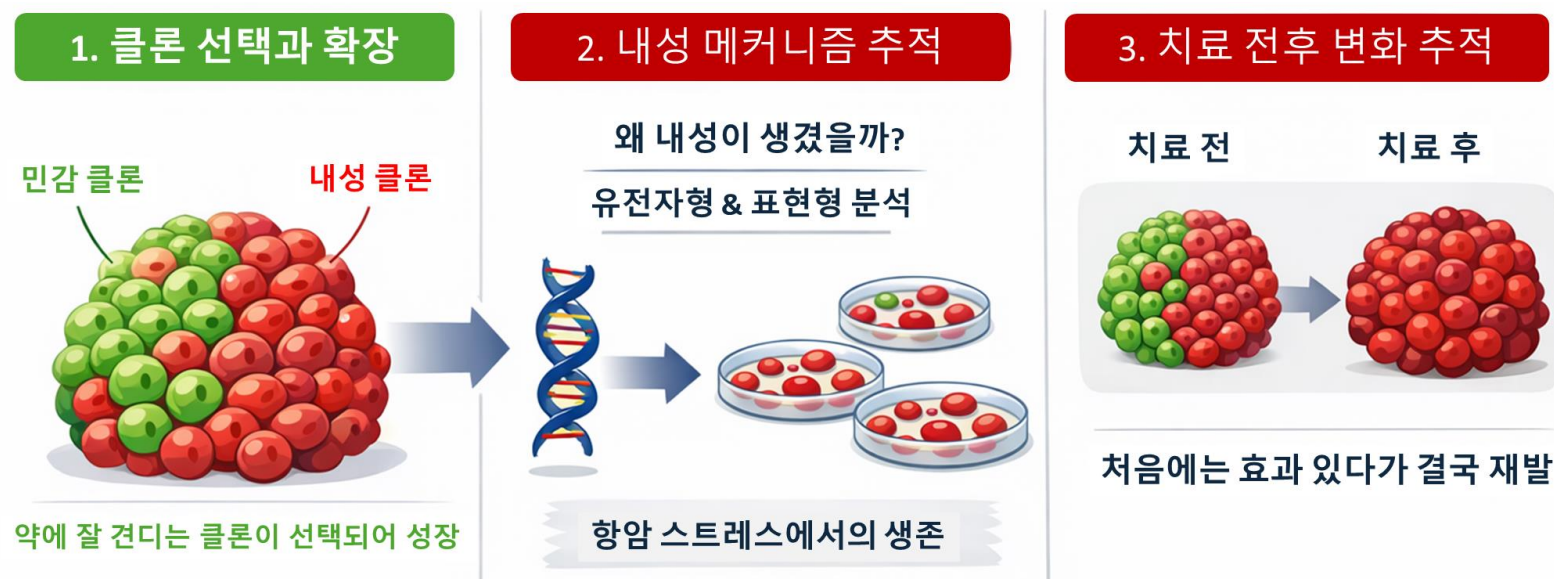 1. 클론 선택과 확장
민감 클론
내성 클론
약에 잘 견디는 클론이 선택되어 성장
2. 내성 메커니즘 추적
왜 내성이 생겼을까?
유전자형 & 표현형 분석
항암 스트레스에서의 생존
3. 치료 전후 변화 추적
치료 전
치료 후
처음에는 효과 있다가 결국 재발